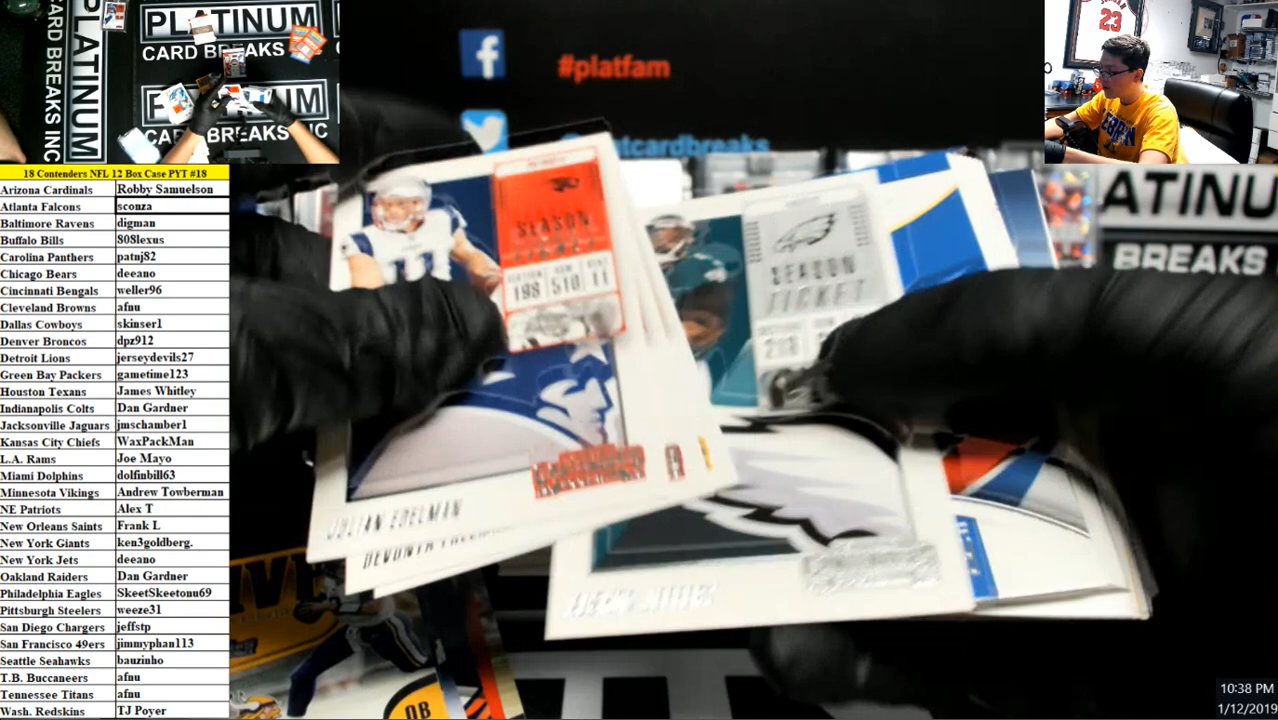 PLATINUM
CARD BREAKS
PLATINUM
CARD BREAKS INC
PLATINUM
BREAKS INC
#platfam
23
18 Contenders NFL 12 Box Case PYT #18
Arizona Cardinals Robby Samuelson
Atlanta Falcons sconza
Baltimore Ravens digman
Buffalo Bills 808lexus
Carolina Panthers patnj82
Chicago Bears deeano
Cincinnati Bengals weller96
Cleveland Browns afnu
Dallas Cowboys skinser1
Denver Broncos dpz912
Detroit Lions jerseydevils27
Green Bay Packers gametime123
Houston Texans James Whitley
Indianapolis Colts Dan Gardner
Jacksonville Jaguars jmschamber1
Kansas City Chiefs WaxPackMan
L.A. Rams Joe Mayo
Miami Dolphins dolfinbill63
Minnesota Vikings Andrew Towberman
NE Patriots Alex T
New Orleans Saints Frank L
New York Giants ken3goldberg.
New York Jets deeano
Oakland Raiders Dan Gardner
Philadelphia Eagles SkeetSkeetonu69
Pittsburgh Steelers weeze31
San Diego Chargers jeffstp
San Francisco 49ers jimmyphan113
Seattle Seahawks bauzinho
T.B. Buccaneers afnu
Tennessee Titans afnu
Wash. Redskins TJ Poyer
SEASON
198 510 11
JULIAN EDELMAN
DEVONTA
SEASON
TICKET
218
ATINU
BREAKS
QB
10:38 PM
1/12/2019